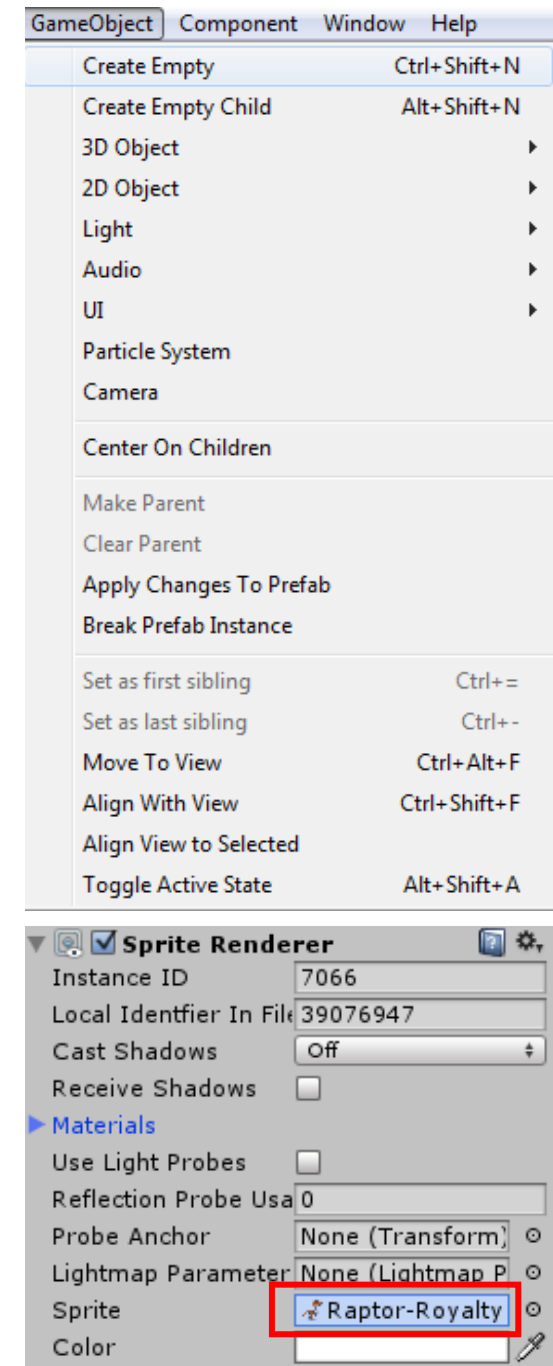 GameObject Component Window Help
Create Empty Ctrl+Shift+N
Create Empty Child Alt+Shift+N
3D Object
2D Object
Light
Audio
UI
Particle System
Camera
Center On Children
Make Parent
Clear Parent
Apply Changes To Prefab
Break Prefab Instance
Set as first sibling Ctrl+=
Set as last sibling Ctrl+-
Move To View Ctrl+Alt+F
Align With View Ctrl+Shift+F
Align View to Selected
Toggle Active State Alt+Shift+A
Sprite Renderer
Instance ID 7066
Local Identfier In File 39076947
Cast Shadows Off
Receive Shadows
Materials
Use Light Probes
Reflection Probe Usa 0
Probe Anchor None (Transform)
Lightmap Parameter None (Lightmap P
Sprite Raptor-Royalty
Color